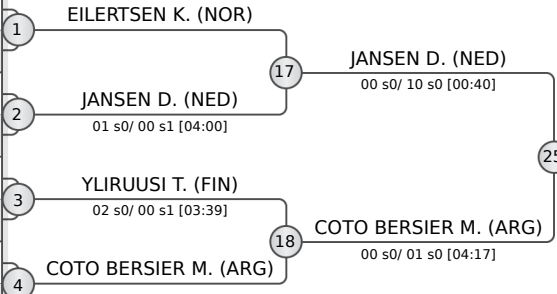 EILERTSEN K. (NOR)
1
JANSEN D. (NED)
17
00 s0/ 10 s0 [00:40]
JANSEN D. (NED)
2
01 s0/ 00 s1 [04:00]
25
YLIRUUSI T. (FIN)
3
02 s0/ 00 s1 [03:39]
COTO BERSIER M. (ARG)
18
00 s0/ 01 s0 [04:17]
COTO BERSIER M. (ARG)
4